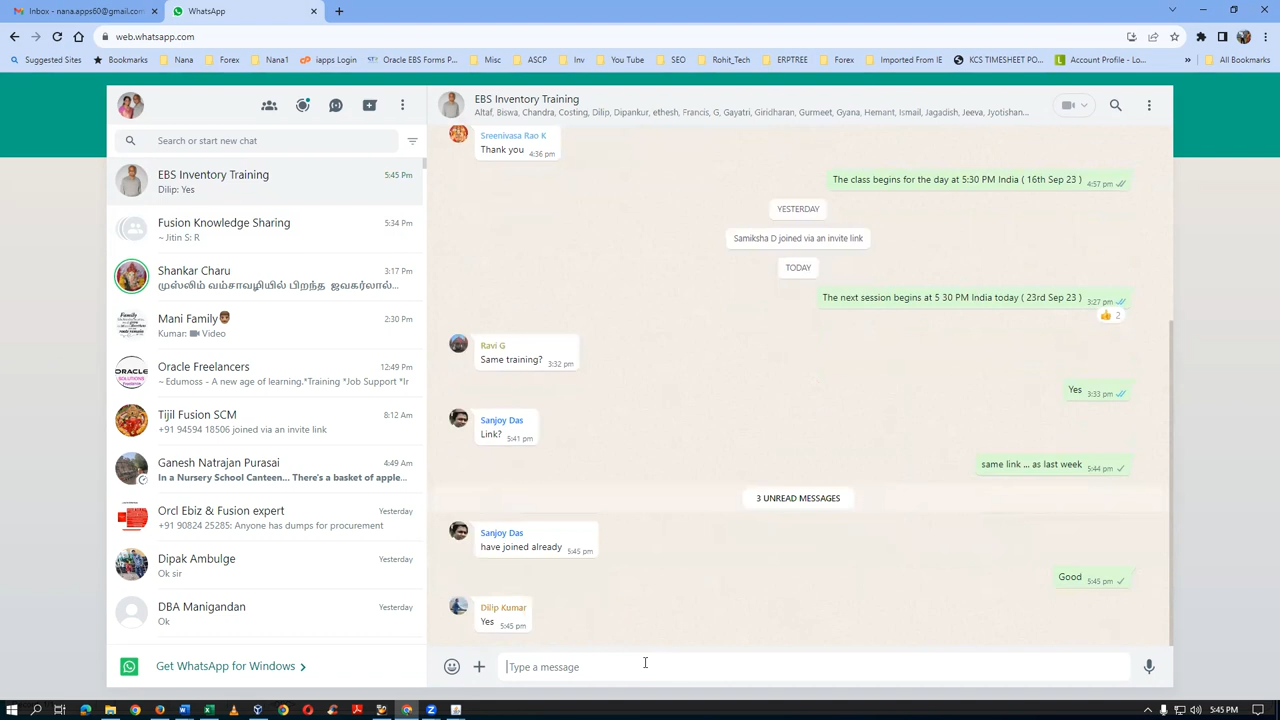 Inbox - nana.apps60@gmail.com
WhatsApp
web.whatsapp.com
Suggested Sites
Bookmarks
Nana
Forex
Nana1
iapps Login
Oracle EBS Forms P...
Misc
ASCP
Inv
You Tube
SEO
Rohit_Tech
ERPTREE
Forex
Imported From IE
KCS TIMESHEET PO...
Account Profile - Lo...
»
All Bookmarks
Search or start new chat
EBS Inventory Training
5:45 Pm
Dilip: Yes
Fusion Knowledge Sharing
5:34 Pm
~ Jitin S: R
Shankar Charu
3:17 Pm
முஸ்லிம் வம்சாவழியில் பிறந்த ஜவகர்லால்...
Mani Family
2:30 PM
Kumar: Video
Oracle Freelancers
12:49 Pm
~ Edumoss - A new age of learning.*Training *Job Support *Ir
Tijil Fusion SCM
8:12 Am
+91 94594 18506 joined via an invite link
Ganesh Natrajan Purasai
4:49 Am
In a Nursery School Canteen... There's a basket of apple...
Orcl Ebiz & Fusion expert
Yesterday
+91 90824 25285: Anyone has dumps for procurement
Dipak Ambulge
Yesterday
Ok sir
DBA Manigandan
Yesterday
Ok
Get WhatsApp for Windows
EBS Inventory Training
Altaf, Biswa, Chandra, Costing, Dilip, Dipankur, ethesh, Francis, G, Gayatri, Giridharan, Gurmeet, Gyana, Hemant, Ismail, Jagadish, Jeeva, Jyotishan...
Sreenivasa Rao K
Thank you 4:36 pm
The class begins for the day at 5:30 PM India ( 16th Sep 23 ) 4:57 pm
YESTERDAY
Samiksha D joined via an invite link
TODAY
The next session begins at 5 30 PM India today ( 23rd Sep 23 ) 3:27 pm
2
Ravi G
Same training? 3:32 pm
Yes 3:33 pm
Sanjoy Das
Link? 5:41 pm
same link ... as last week 5:44 pm
3 UNREAD MESSAGES
Sanjoy Das
have joined already 5:45 pm
Good 5:45 pm
Dilip Kumar
Yes 5:45 pm
Type a message
5:45 PM